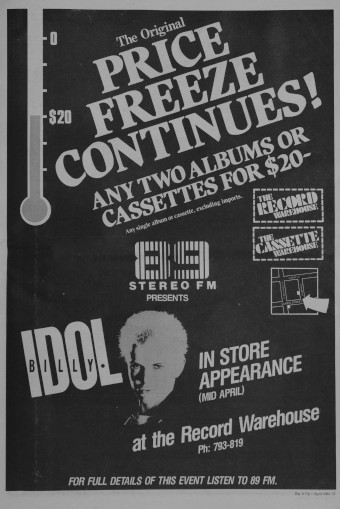 0
$20
The Original
PRICE
FREEZE
CONTINUES!
ANY TWO ALBUMS OR
CASSETTES FOR $20-
Any single album or cassette, excluding imports.
THE
RECORD
WAREHOUSE
THE
CASSETTE
WAREHOUSE
89
STEREO FM
PRESENTS
IDOL
BILLY
IN STORE
APPEARANCE
(MID APRIL)
at the Record Warehouse
Ph: 793-819
FOR FULL DETAILS OF THIS EVENT LISTEN TO 89 FM.